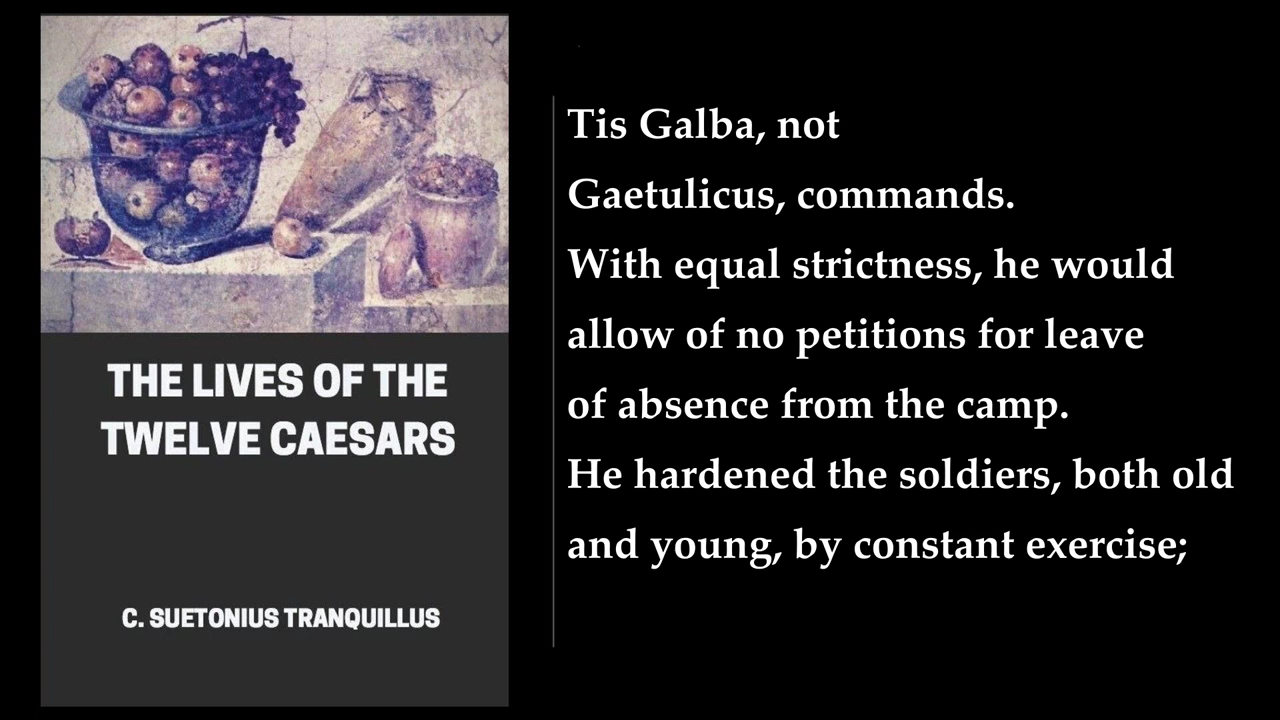 THE LIVES OF THE
TWELVE CAESARS
C. SUETONIUS TRANQUILLUS
Tis Galba, not
Gaetulicus, commands.
With equal strictness, he would
allow of no petitions for leave
of absence from the camp.
He hardened the soldiers, both old
and young, by constant exercise;